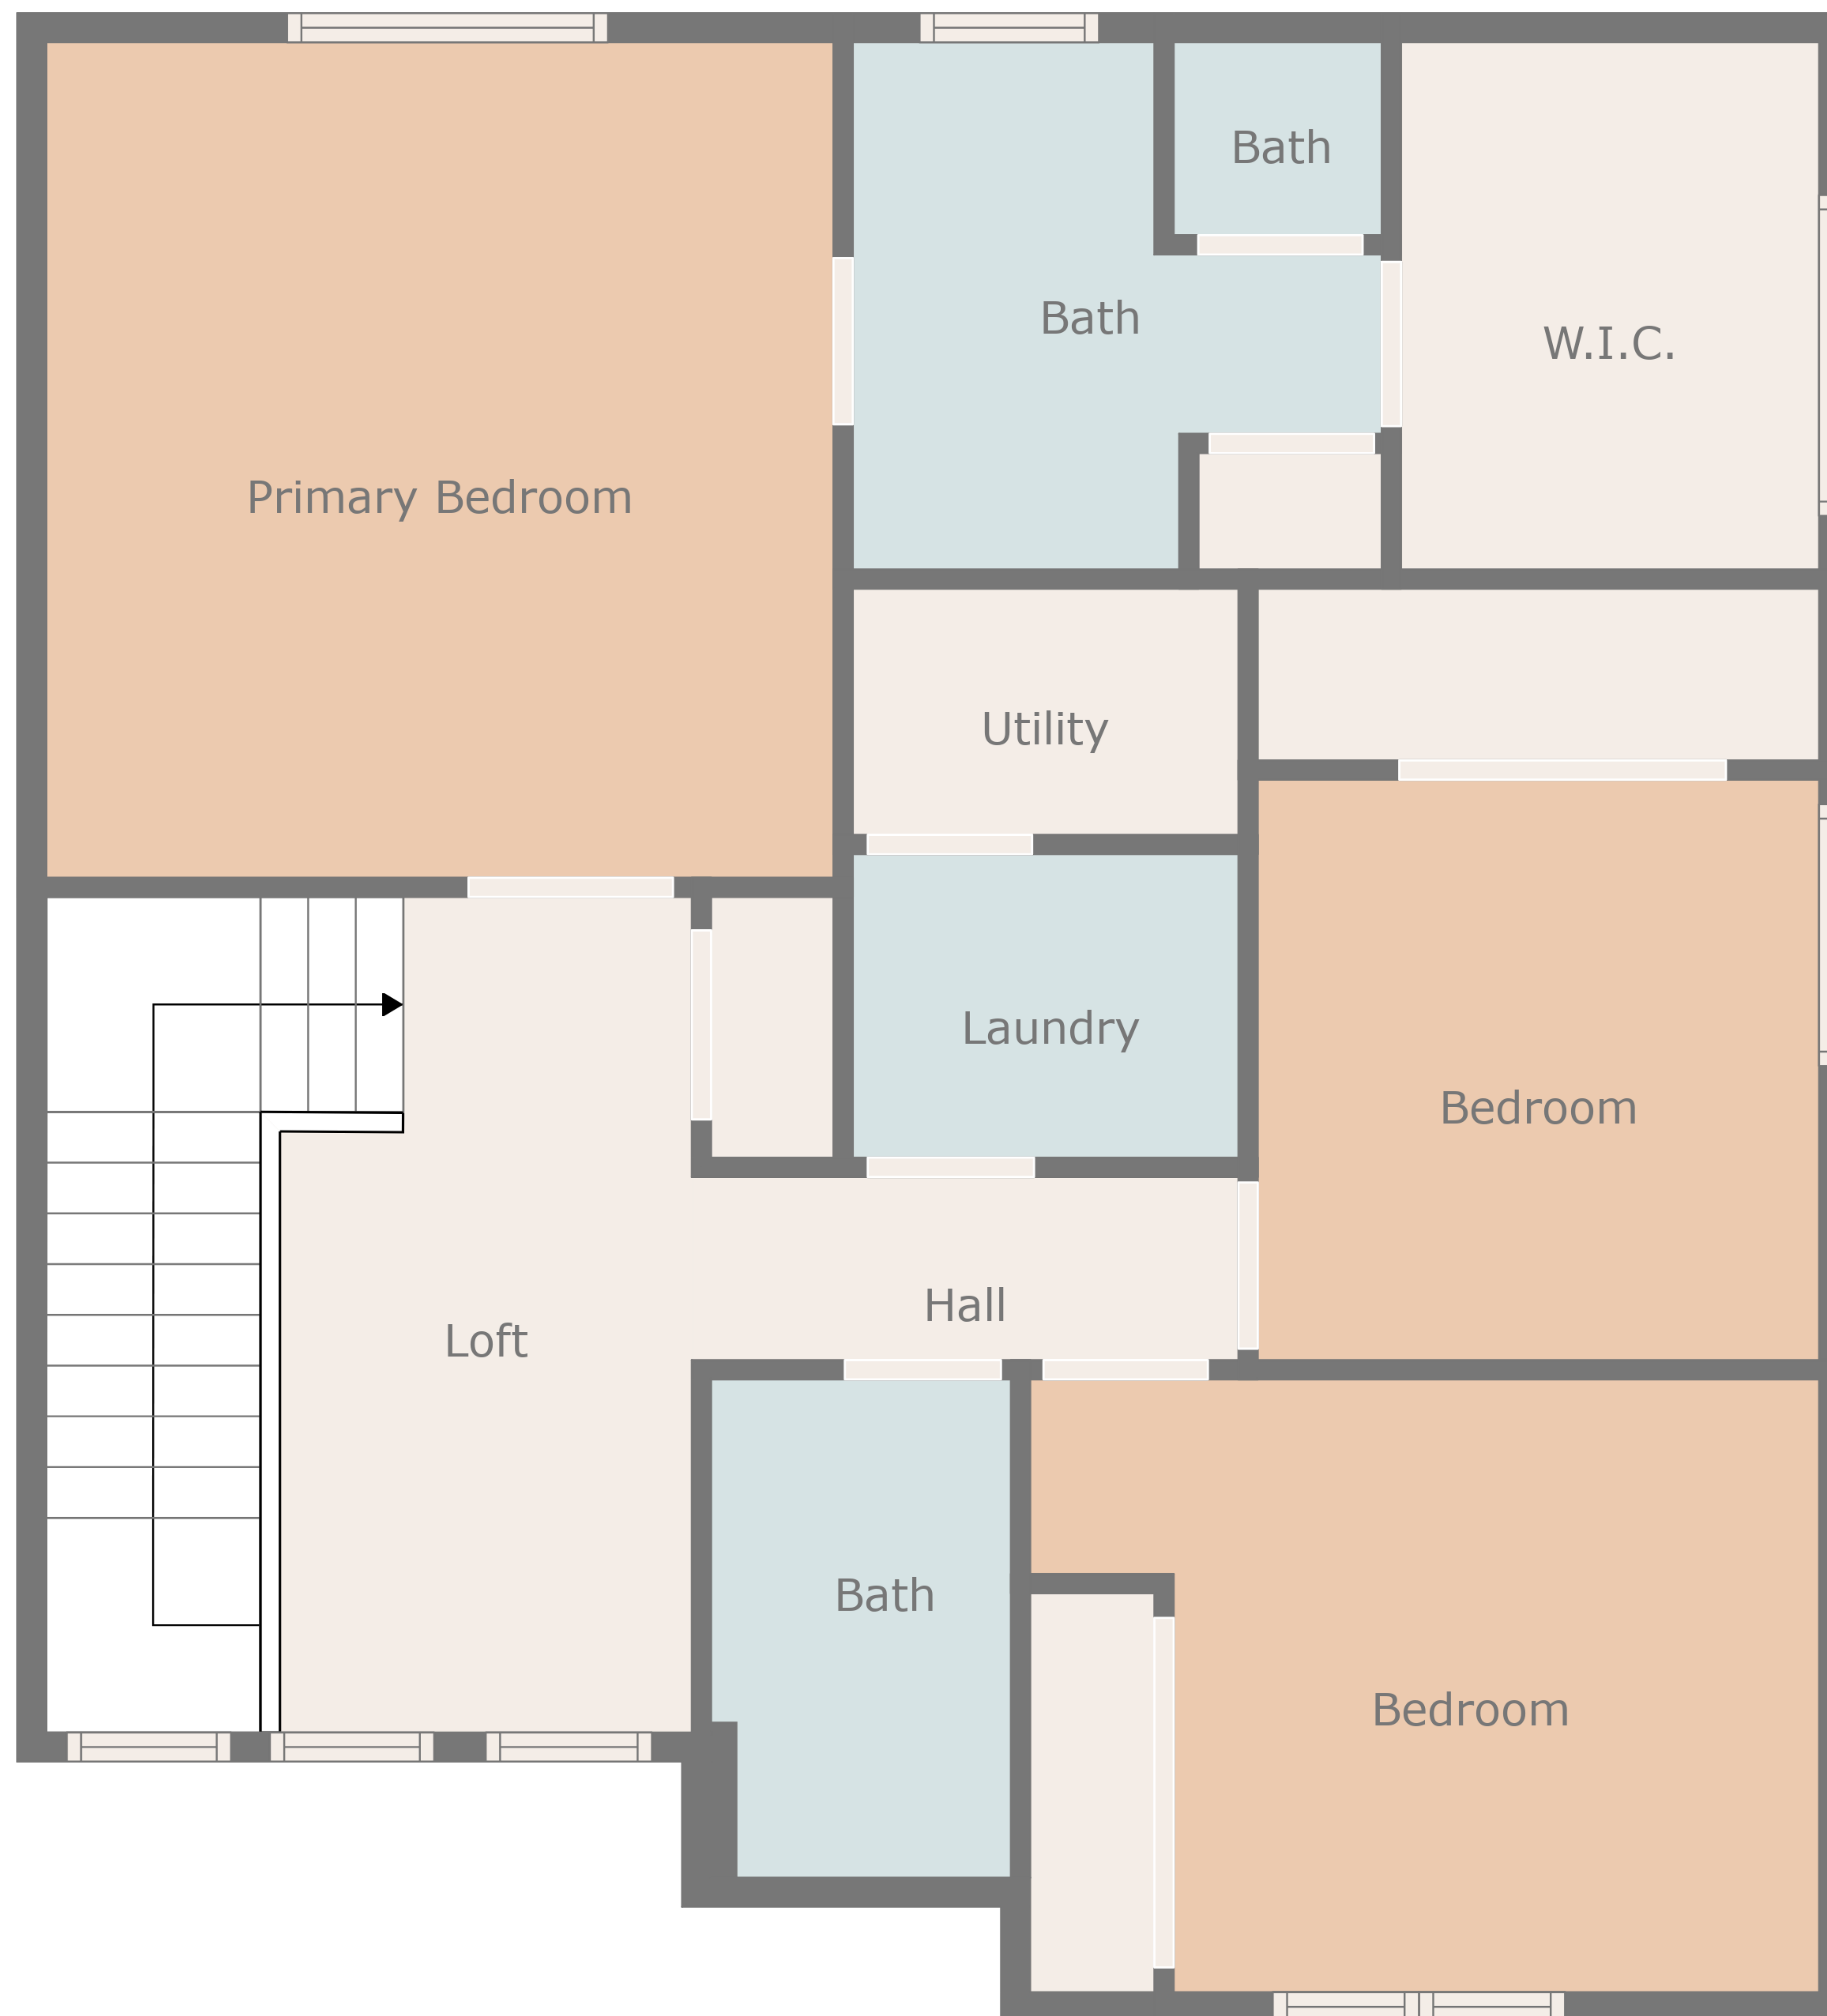 Bath
Bath
W.I.C.
Primary Bedroom
Utility
Laundry
Bedroom
Hall
Loft
Bath
Bedroom